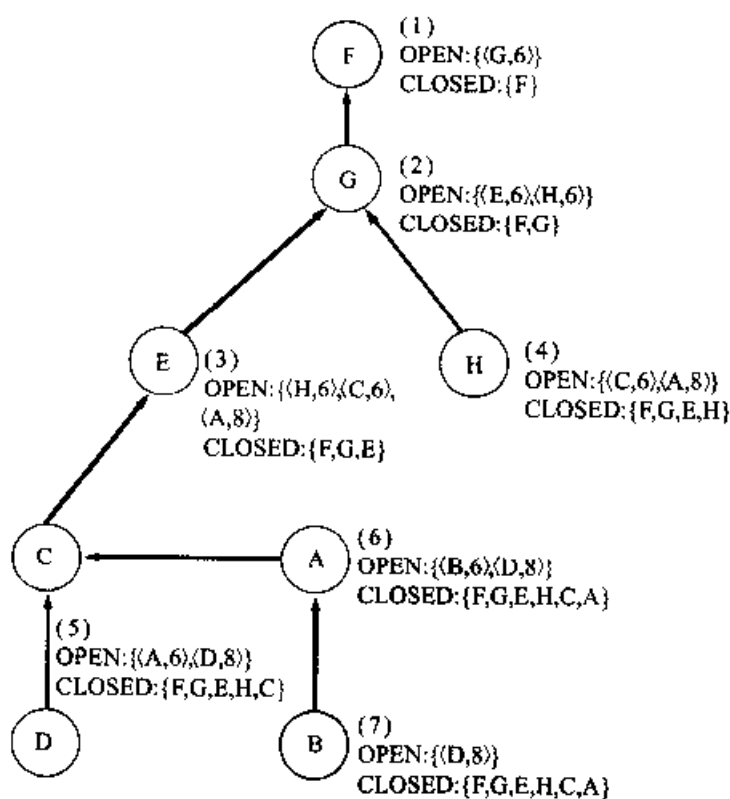 (1)
F
OPEN:{⟨G,6⟩}
CLOSED:{F}
(2)
G
OPEN:{⟨E,6⟩,⟨H,6⟩}
CLOSED:{F,G}
E
(3)
OPEN:{⟨H,6⟩,⟨C,6⟩,
⟨A,8⟩}
CLOSED:{F,G,E}
H
(4)
OPEN:{⟨C,6⟩,⟨A,8⟩}
CLOSED:{F,G,E,H}
C
A
(6)
OPEN:{⟨B,6⟩,⟨D,8⟩}
CLOSED:{F,G,E,H,C,A}
(5)
OPEN:{⟨A,6⟩,⟨D,8⟩}
CLOSED:{F,G,E,H,C}
D
B
(7)
OPEN:{⟨D,8⟩}
CLOSED:{F,G,E,H,C,A}